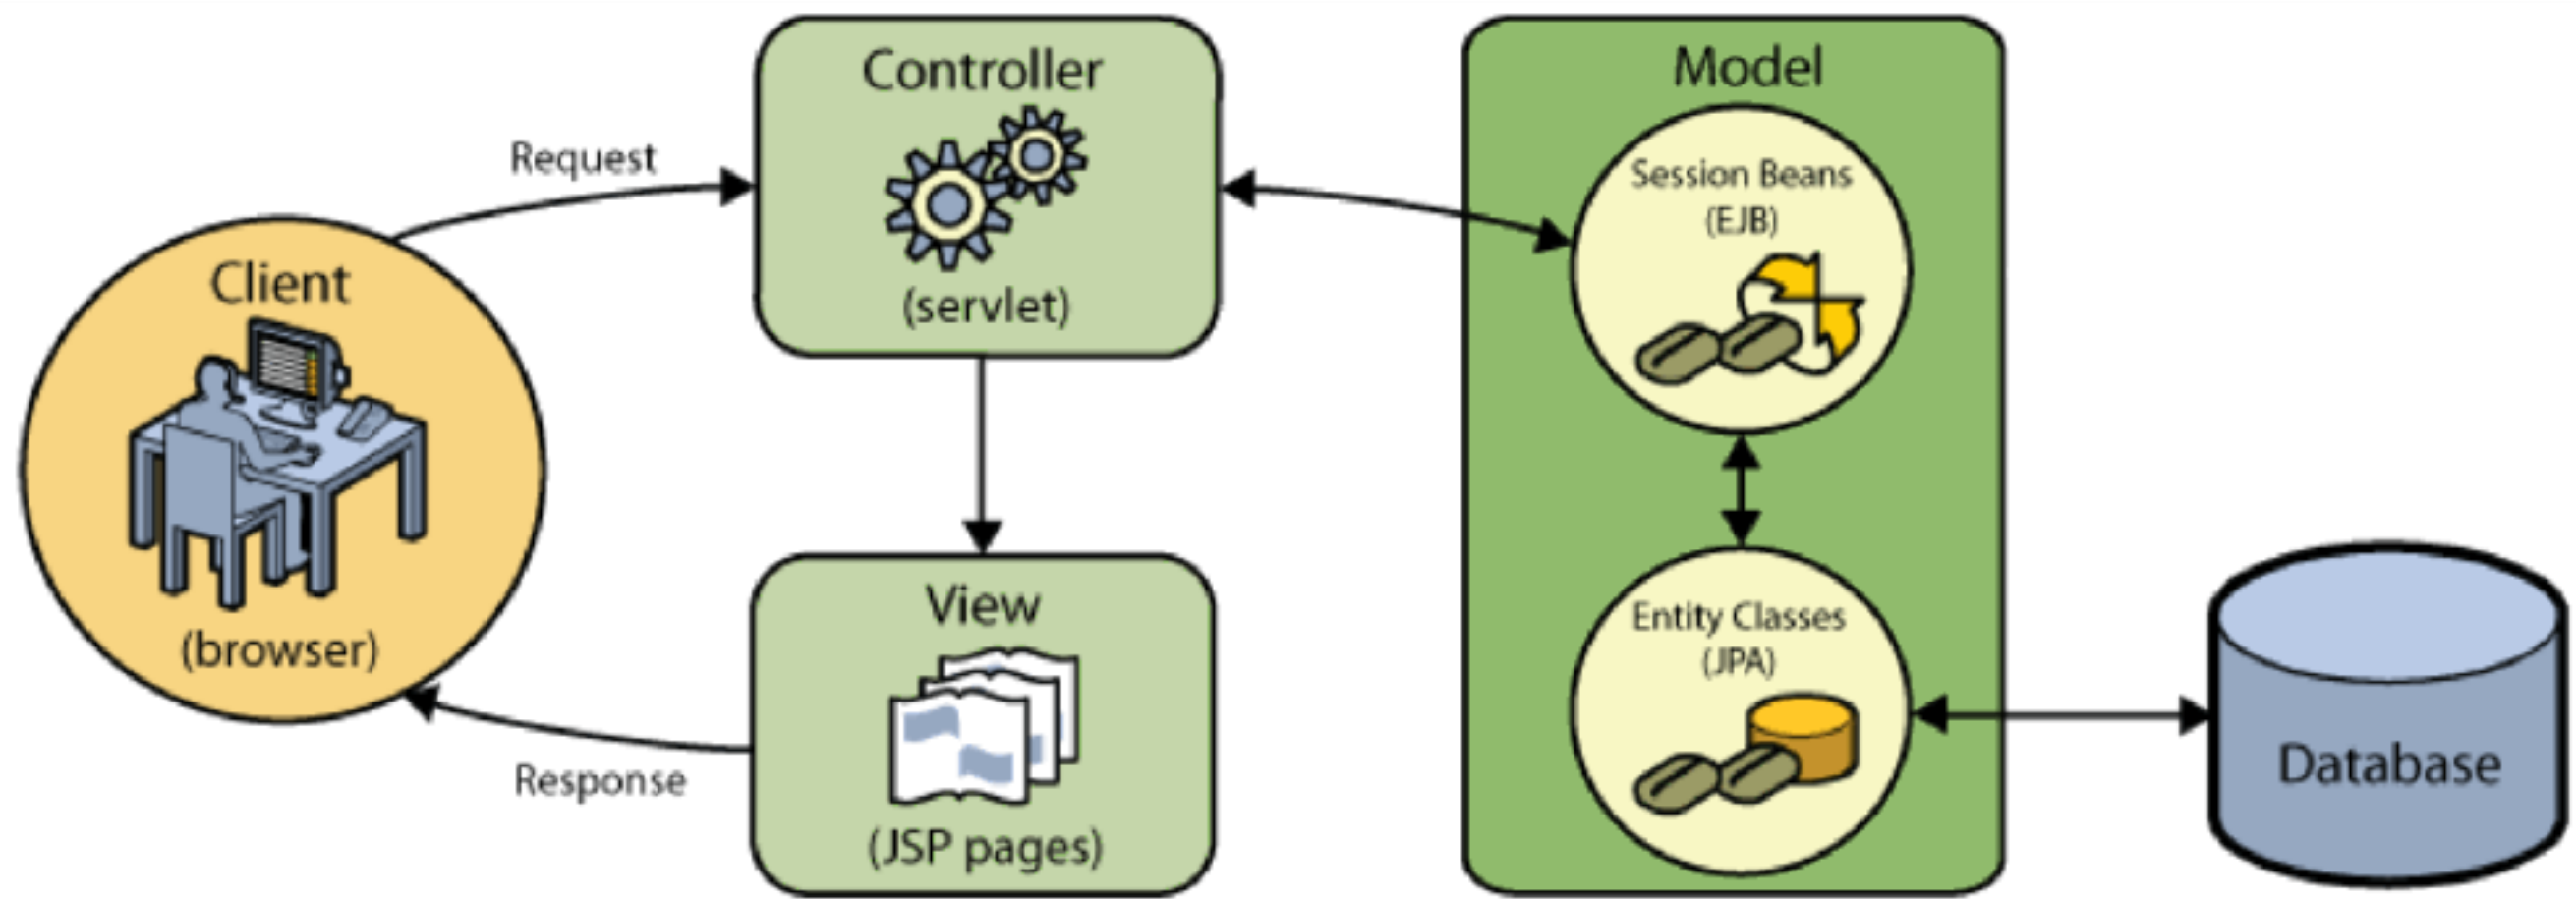 Client
(browser)
Request
Controller
(servlet)
Response
View
(JSP pages)
Model
Session Beans
(EJB)
Entity Classes
(JPA)
Database